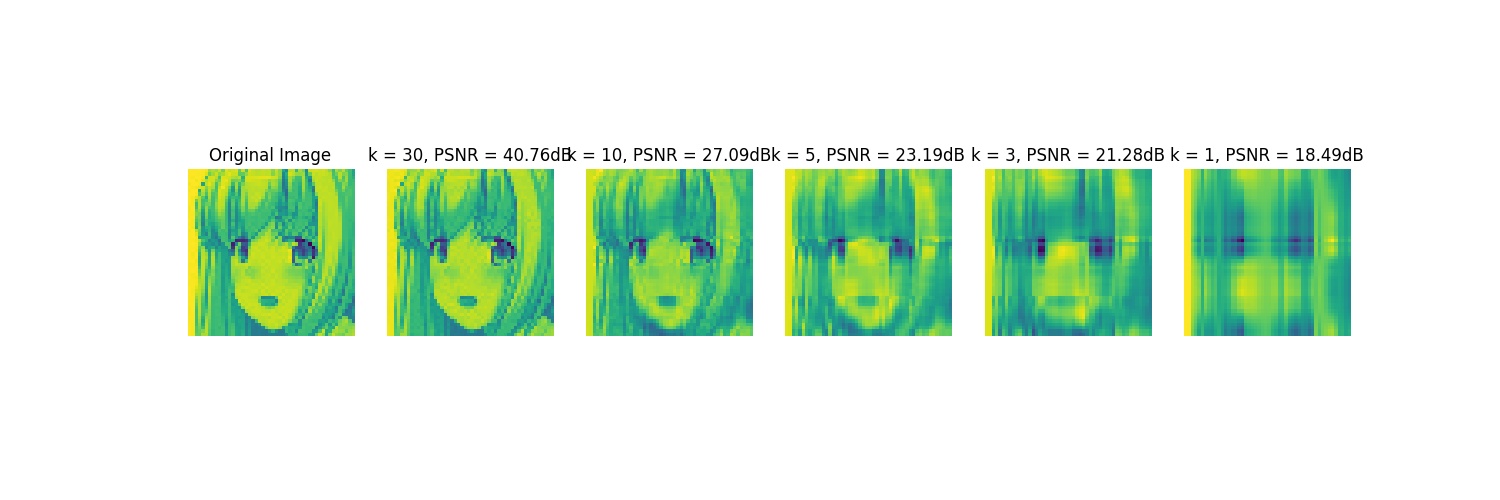 Original Image
k = 30, PSNR = 40.76dB
k = 10, PSNR = 27.09dB
k = 5, PSNR = 23.19dB
k = 3, PSNR = 21.28dB
k = 1, PSNR = 18.49dB